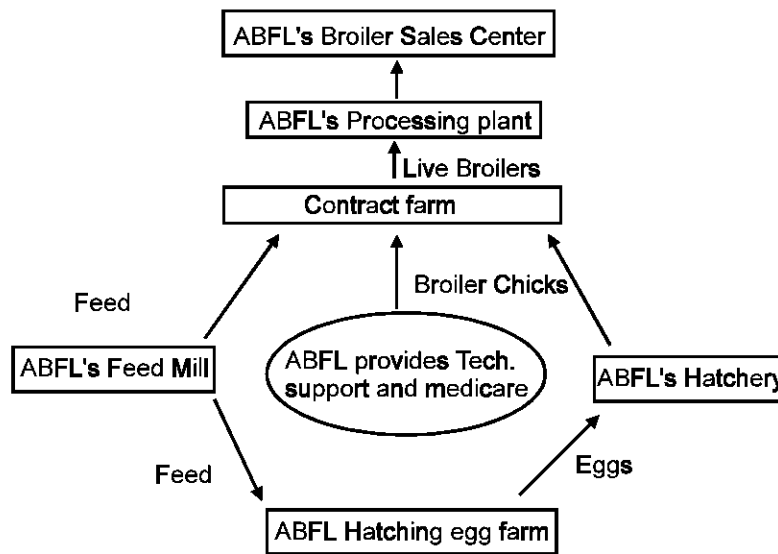 ABFL's Broiler Sales Center
ABFL's Processing plant
Live Broilers
Contract farm
Feed
Broiler Chicks
ABFL's Feed Mill
ABFL provides Tech.
support and medicare
ABFL's Hatchery
Feed
Eggs
ABFL Hatching egg farm